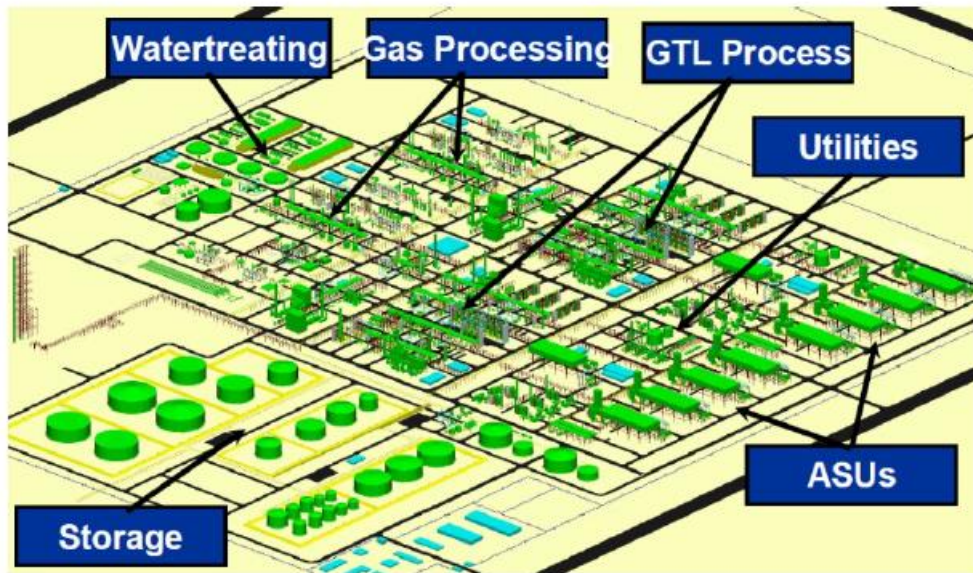 Watertreating
Gas Processing
GTL Process
Utilities
ASUs
Storage